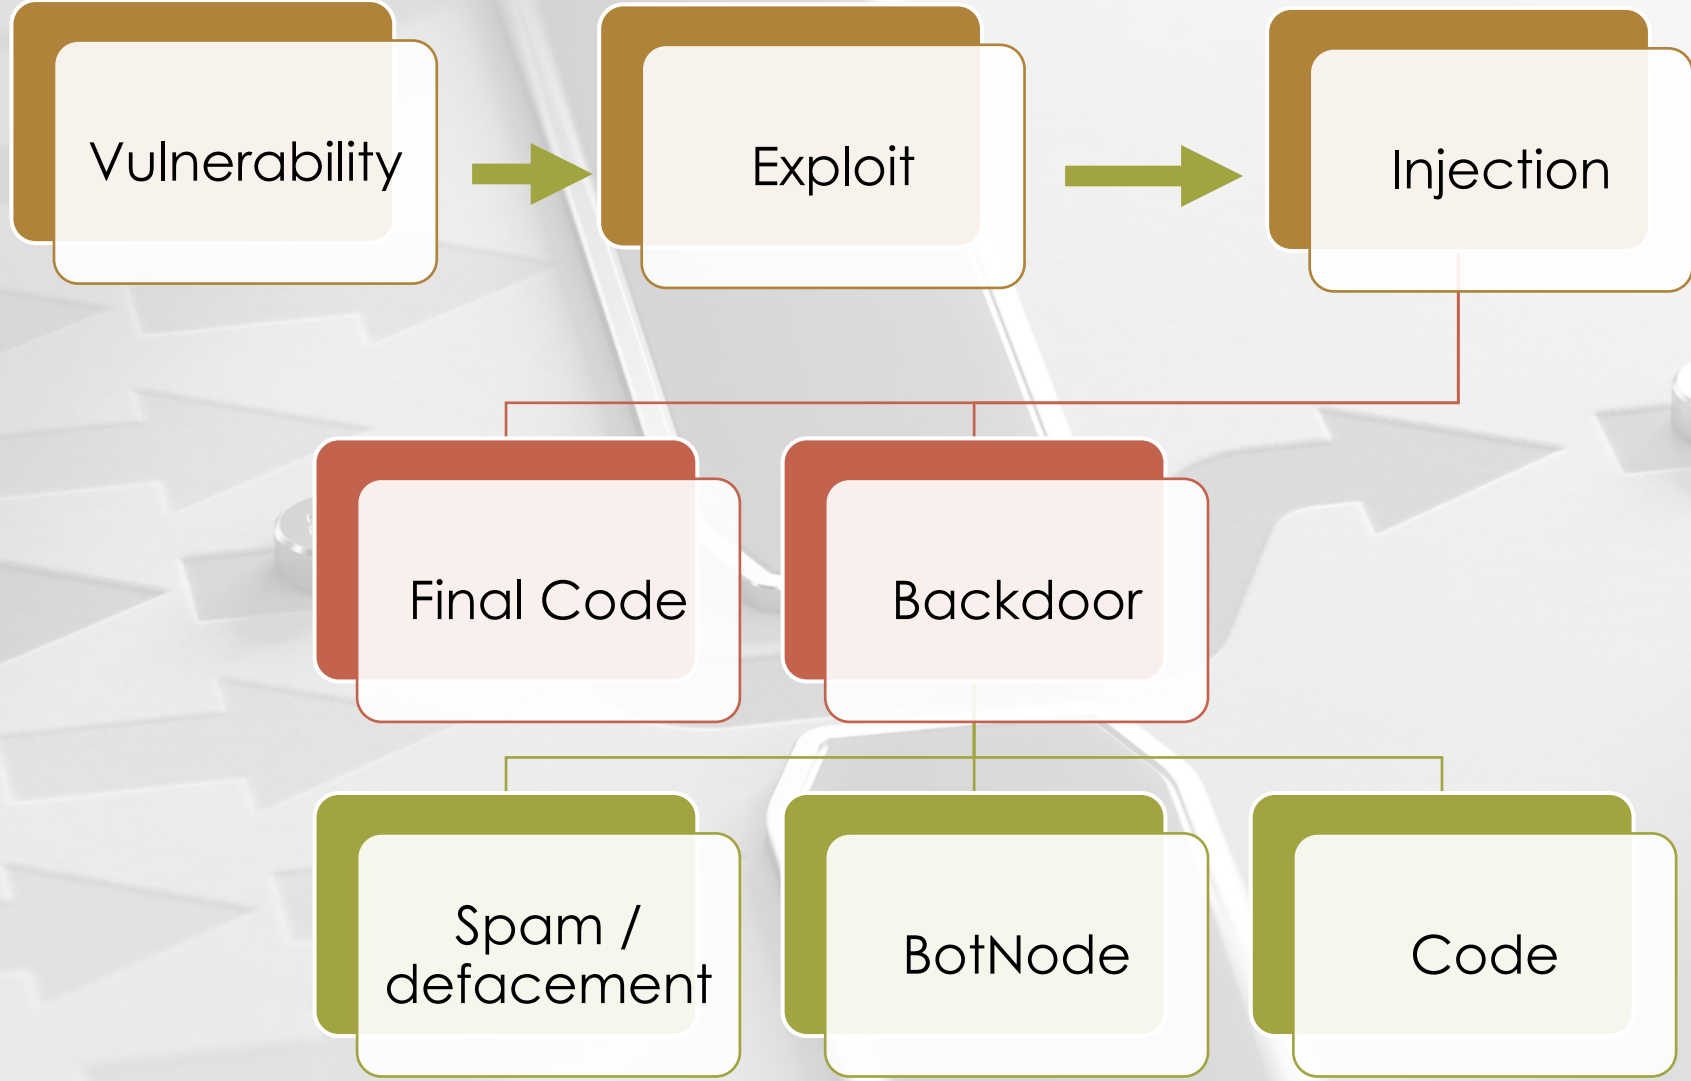 Vulnerability
Exploit
Injection
Final Code
Backdoor
Spam /
defacement
BotNode
Code